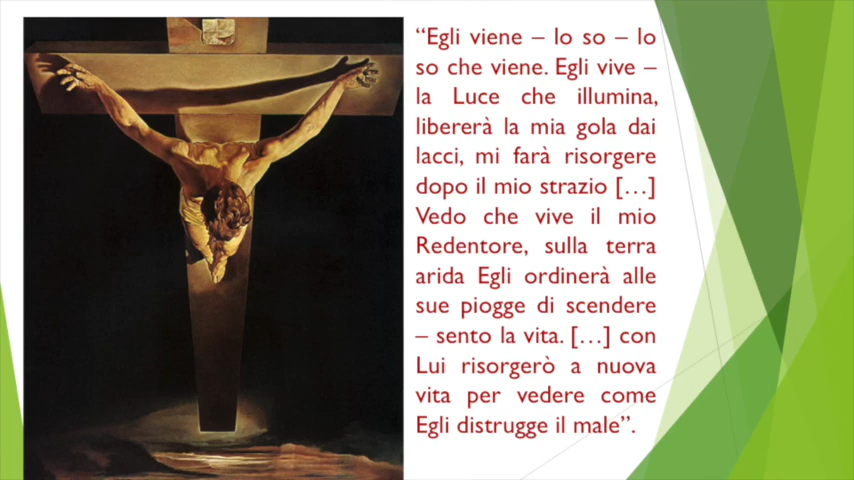 “Egli viene – lo so – lo
so che viene. Egli vive –
la Luce che illumina,
libererà la mia gola dai
lacci, mi farà risorgere
dopo il mio strazio […]
Vedo che vive il mio
Redentore, sulla terra
arida Egli ordinerà alle
sue piogge di scendere
– sento la vita. […] con
Lui risorgerò a nuova
vita per vedere come
Egli distrugge il male”.